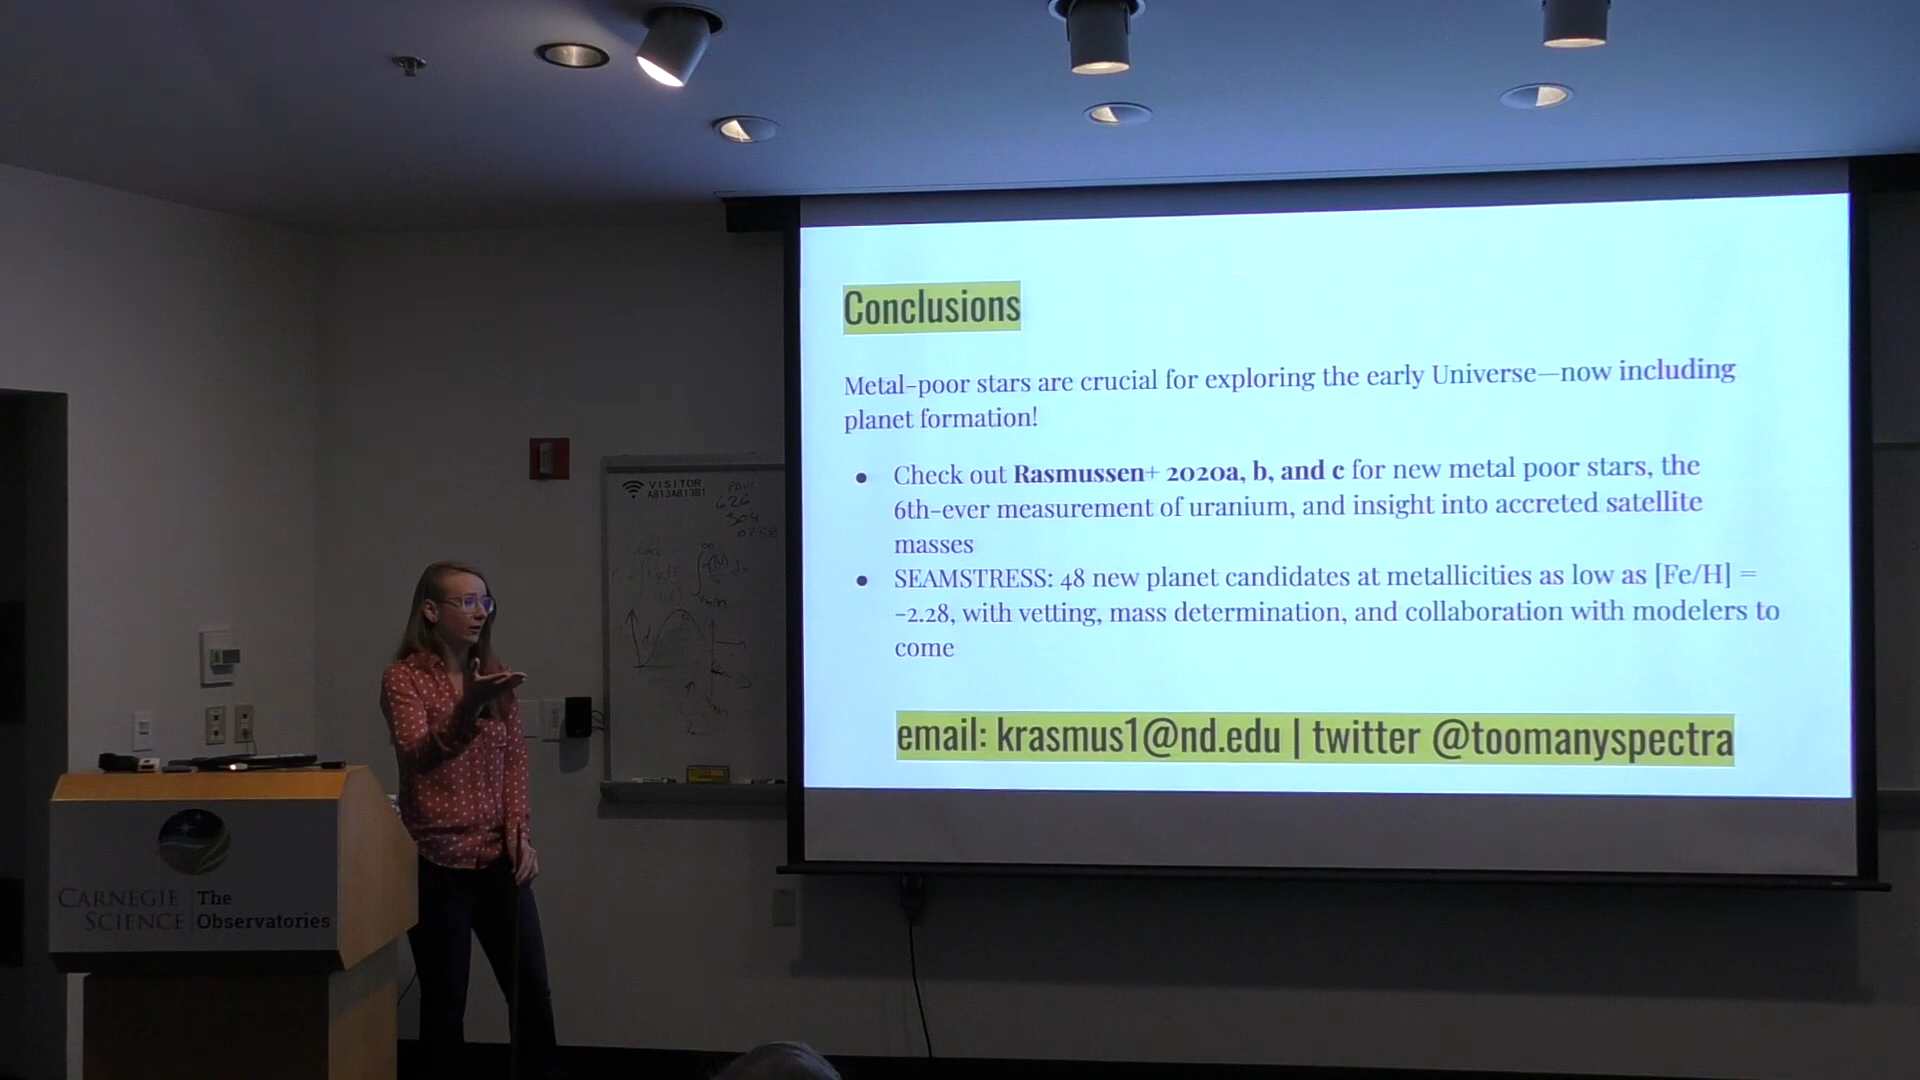 Conclusions
Metal-poor stars are crucial for exploring the early Universe—now including
planet formation!
• Check out Rasmussen+ 2020a, b, and c for new metal poor stars, the
6th-ever measurement of uranium, and insight into accreted satellite
masses
• SEAMSTRESS: 48 new planet candidates at metallicities as low as [Fe/H] =
-2.28, with vetting, mass determination, and collaboration with modelers to
come
email: krasmus1@nd.edu | twitter @toomanyspectra
VISITOR
626
304
CARNEGIE
SCIENCE
The
Observatories